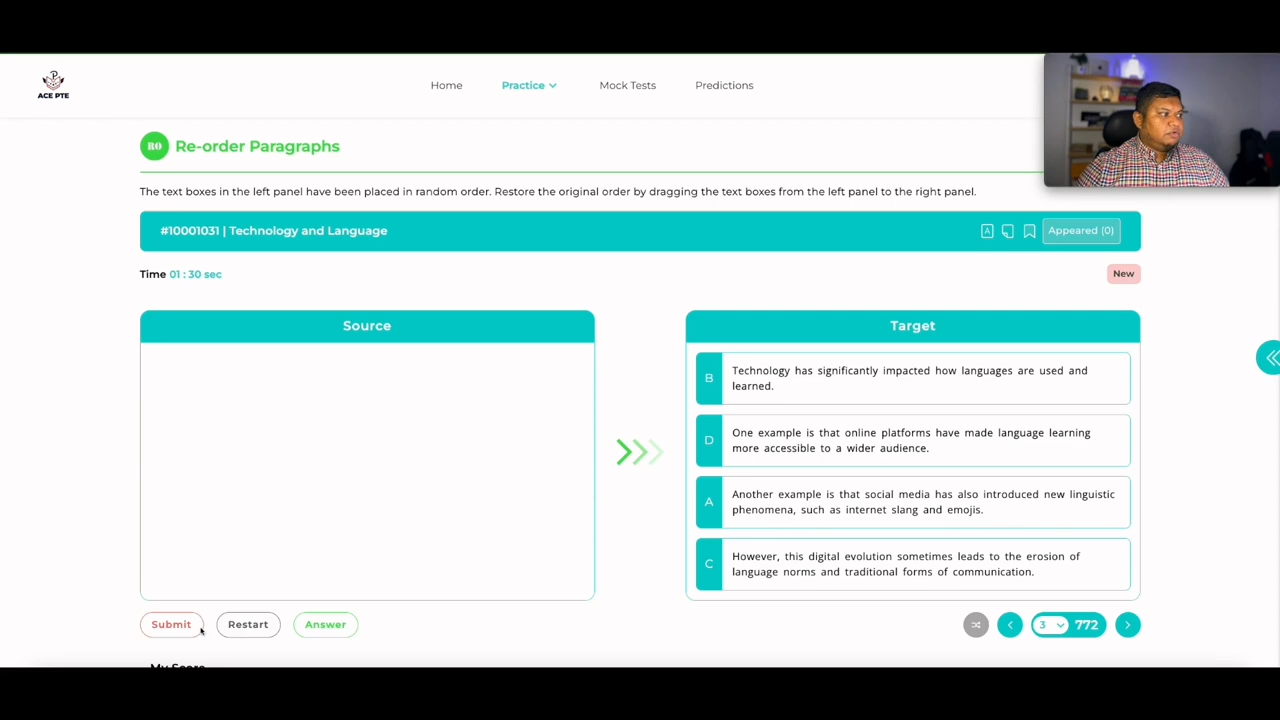 P
ACE PTE
Home
Practice
Mock Tests
Predictions
RO
Re-order Paragraphs
The text boxes in the left panel have been placed in random order. Restore the original order by dragging the text boxes from the left panel to the right panel.
#10001031 | Technology and Language
A
Appeared (0)
Time 01 : 30 sec
New
Source
Target
B
Technology has significantly impacted how languages are used and
learned.
D
One example is that online platforms have made language learning
more accessible to a wider audience.
A
Another example is that social media has also introduced new linguistic
phenomena, such as internet slang and emojis.
C
However, this digital evolution sometimes leads to the erosion of
language norms and traditional forms of communication.
Submit
Restart
Answer
3
772
My Score